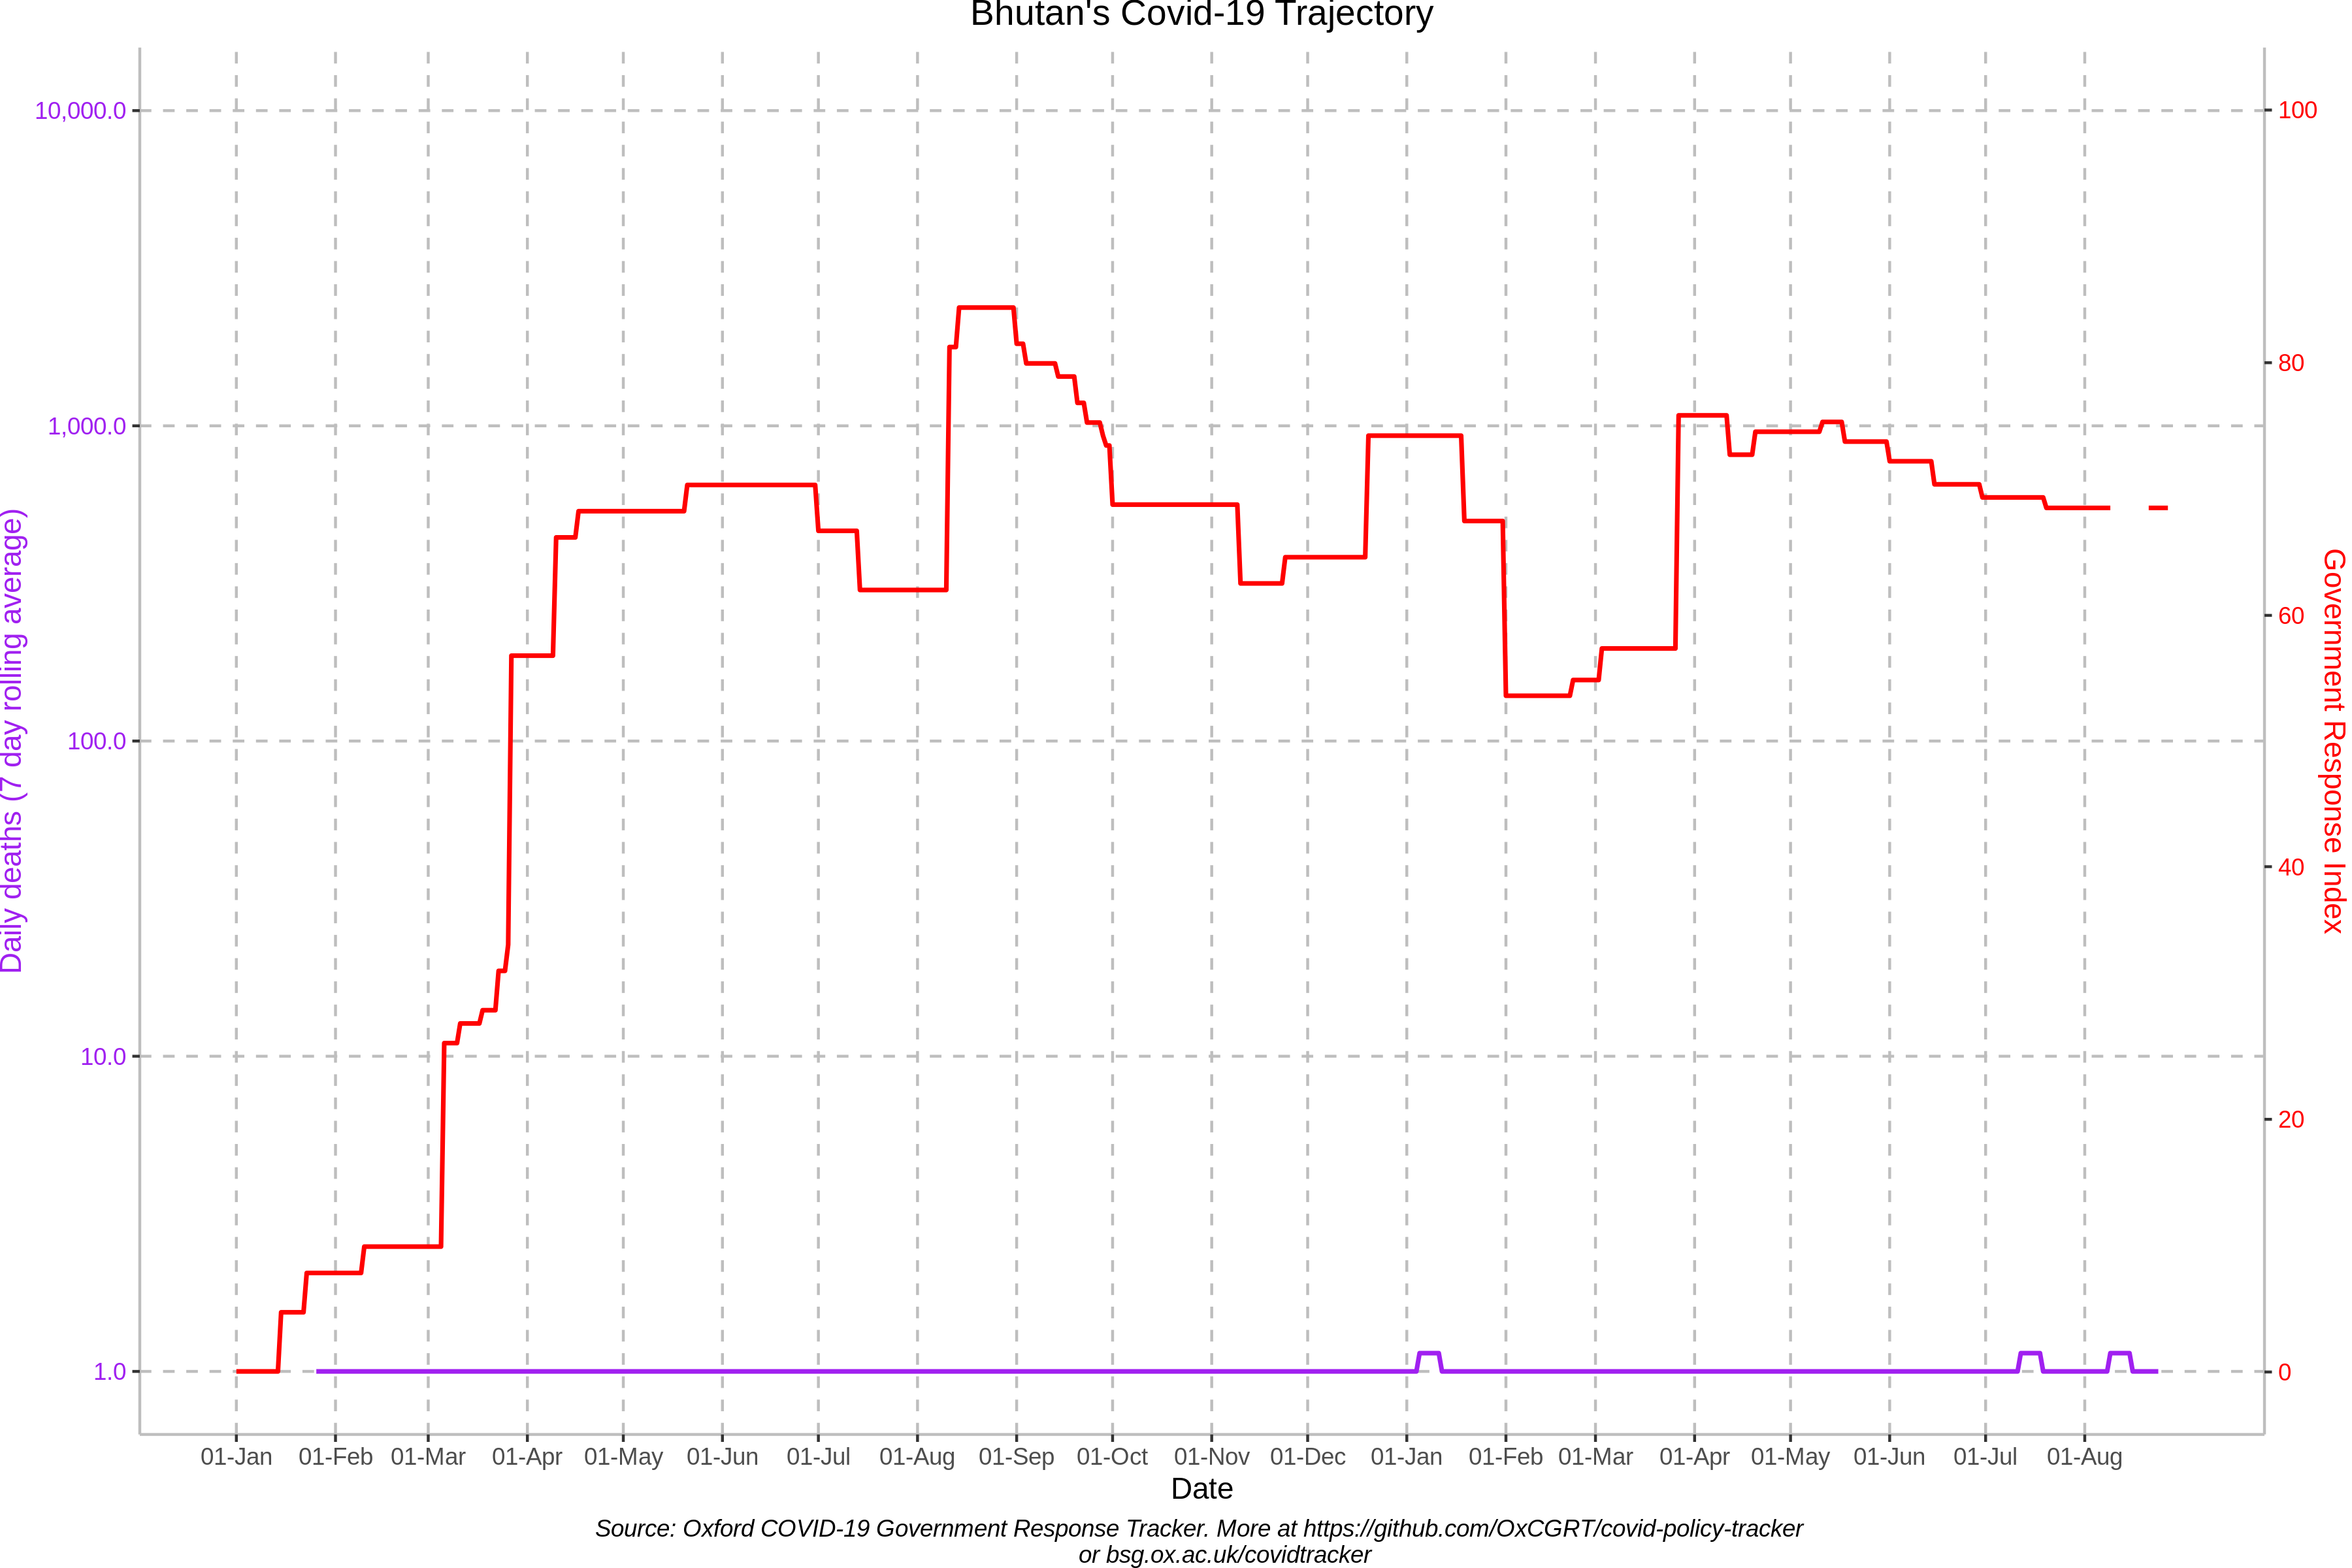 Bhutan's Covid-19 Trajectory
10,000.0
1,000.0
100.0
10.0
1.0
Daily deaths (7 day rolling average)
100
80
60
40
20
0
Government Response Index
01-Jan 01-Feb 01-Mar 01-Apr 01-May 01-Jun 01-Jul 01-Aug 01-Sep 01-Oct 01-Nov 01-Dec 01-Jan 01-Feb 01-Mar 01-Apr 01-May 01-Jun 01-Jul 01-Aug
Date
Source: Oxford COVID-19 Government Response Tracker. More at https://github.com/OxCGRT/covid-policy-tracker
or bsg.ox.ac.uk/covidtracker